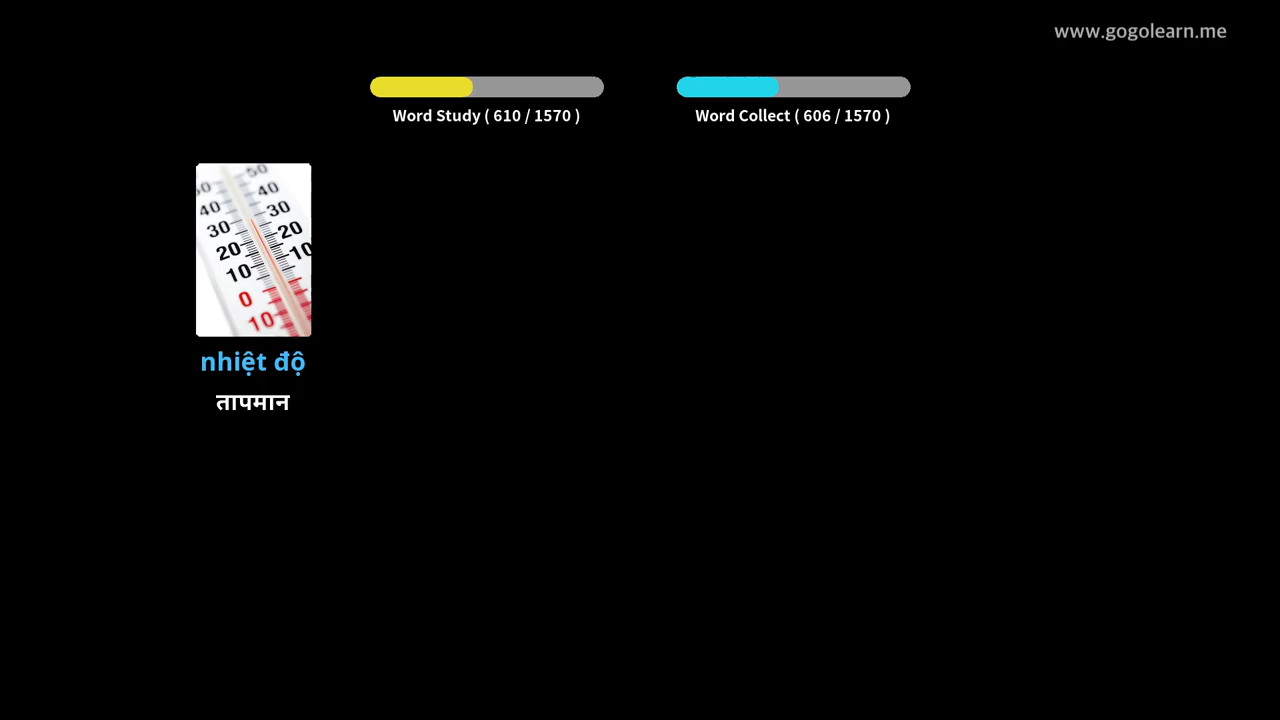 www.gogolearn.me
Word Study ( 610 / 1570 )
Word Collect ( 606 / 1570 )
50
40 40
30 30
20 20
10 10
0
10
nhiệt độ
तापमान